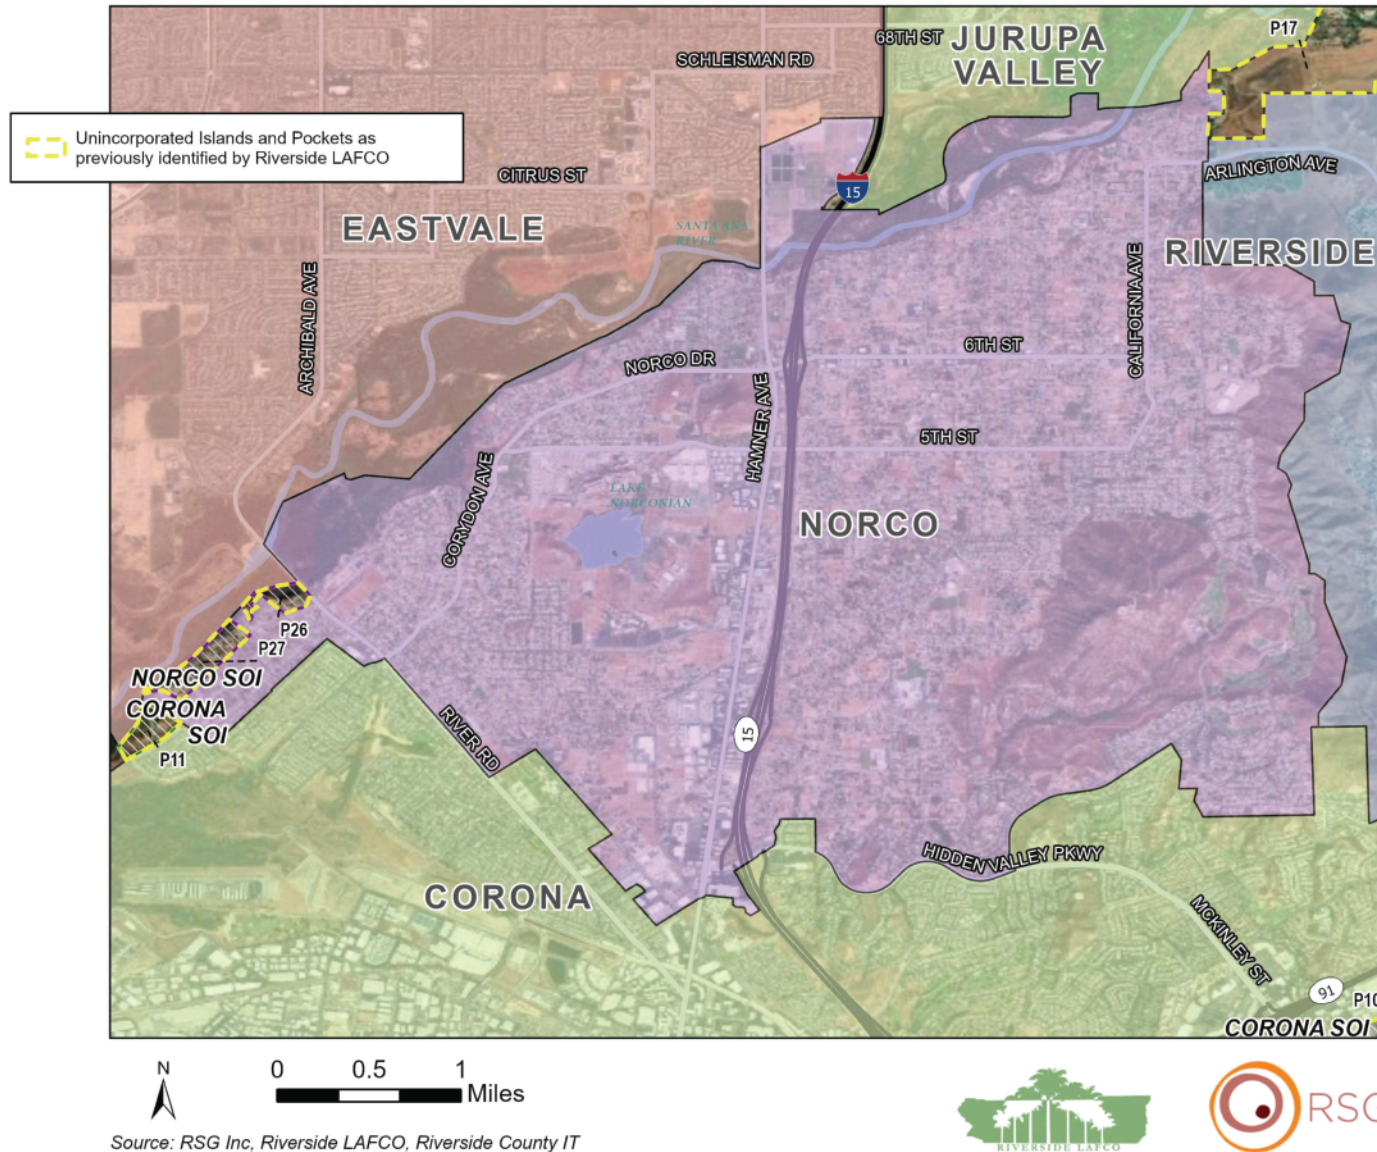 P17
68TH ST
JURUPA
VALLEY
SCHLEISMAN RD
Unincorporated Islands and Pockets as
previously identified by Riverside LAFCO
CITRUS ST
15
ARLINGTON AVE
EASTVALE
SANTA ANA
RIVER
RIVERSIDE
ARCHIBALD AVE
CALIFORNIA AVE
NORCO DR
6TH ST
HAMNER AVE
5TH ST
CORYDON AVE
LAKE
NORCONIAN
NORCO
P26
P27
NORCO SOI
CORONA
SOI
P11
RIVER RD
15
HIDDEN VALLEY PKWY
CORONA
MCKINLEY ST
91
P10
CORONA SOI
N
0 0.5 1
Miles
Source: RSG Inc, Riverside LAFCO, Riverside County IT
RIVERSIDE LAFCO
RSG